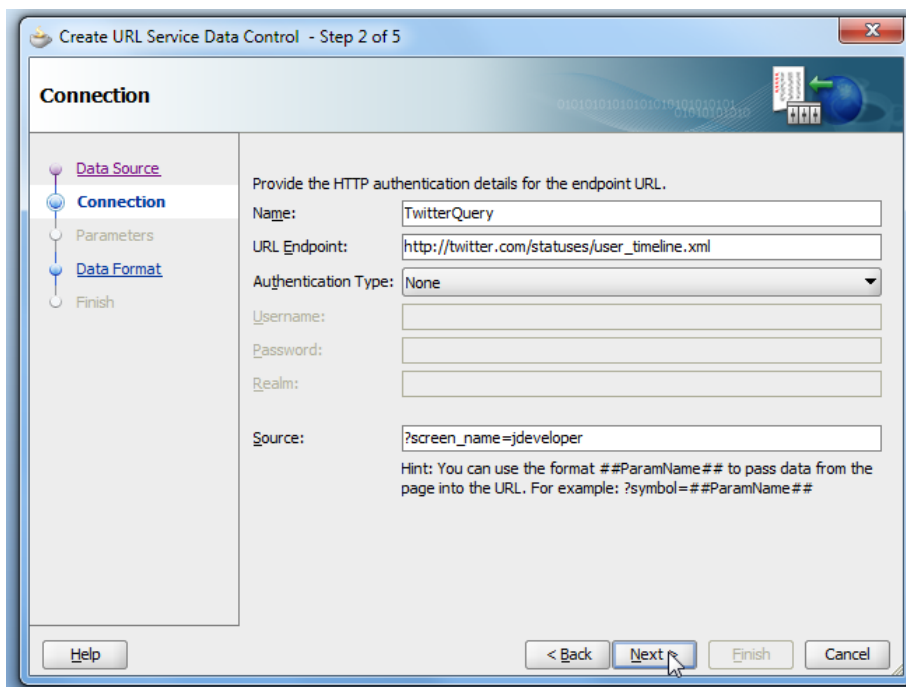 Create URL Service Data Control - Step 2 of 5
Connection
Data Source
Connection
Parameters
Data Format
Finish
Provide the HTTP authentication details for the endpoint URL.
Name: TwitterQuery
URL Endpoint: http://twitter.com/statuses/user_timeline.xml
Authentication Type: None
Username:
Password:
Realm:
Source: ?screen_name=jdeveloper
Hint: You can use the format ##ParamName## to pass data from the
page into the URL. For example: ?symbol=##ParamName##
Help < Back Next > Finish Cancel